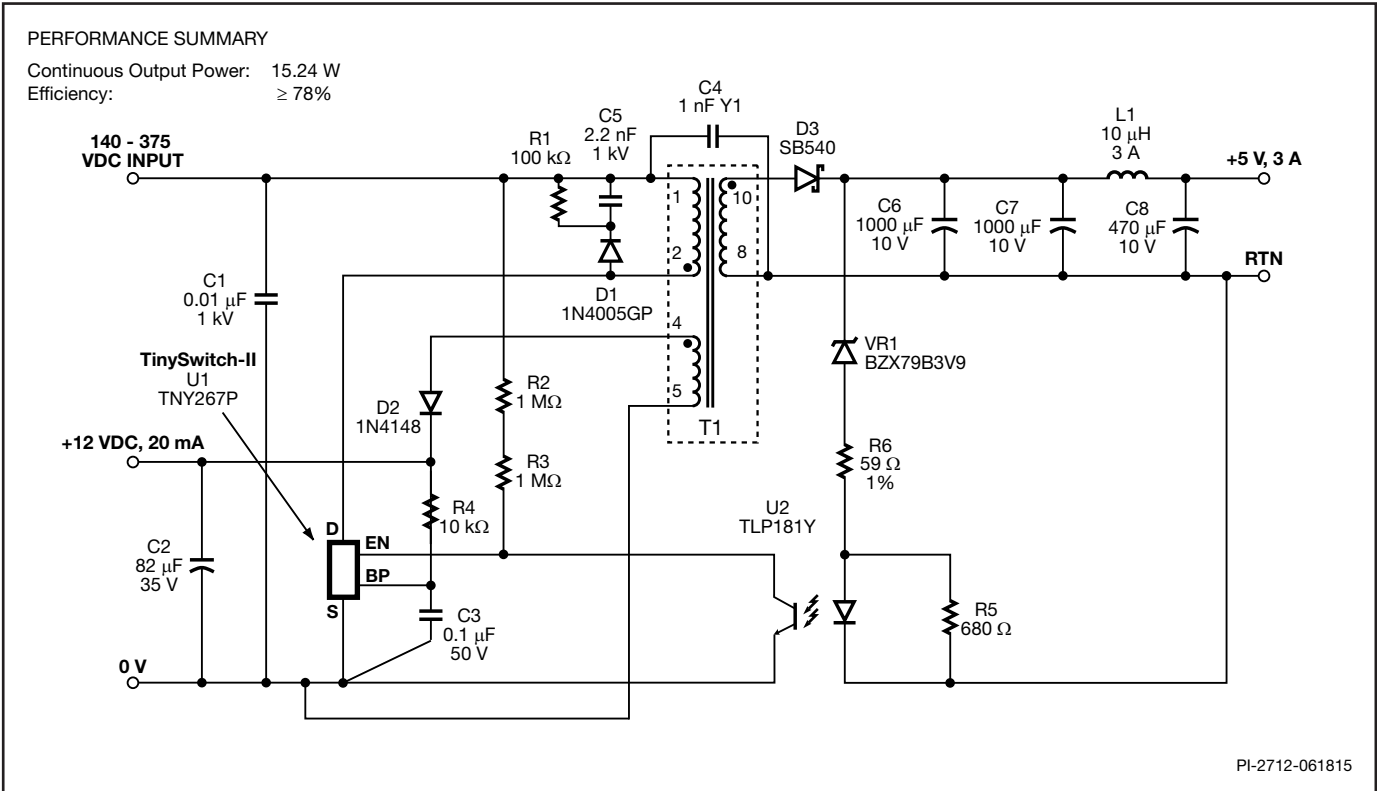 PERFORMANCE SUMMARY
Continuous Output Power: 15.24 W
Efficiency: ≥ 78%
140 - 375
VDC INPUT
R1
100 kΩ
C5
2.2 nF
1 kV
C4
1 nF Y1
D3
SB540
L1
10 μH
3 A
+5 V, 3 A
1
10
2
8
C6
1000 μF
10 V
C7
1000 μF
10 V
C8
470 μF
10 V
RTN
C1
0.01 μF
1 kV
D1
1N4005GP
4
5
T1
VR1
BZX79B3V9
TinySwitch-II
U1
TNY267P
D2
1N4148
R2
1 MΩ
+12 VDC, 20 mA
R3
1 MΩ
R6
59 Ω
1%
R4
10 kΩ
U2
TLP181Y
D
EN
BP
S
C2
82 μF
35 V
C3
0.1 μF
50 V
R5
680 Ω
0 V
PI-2712-061815